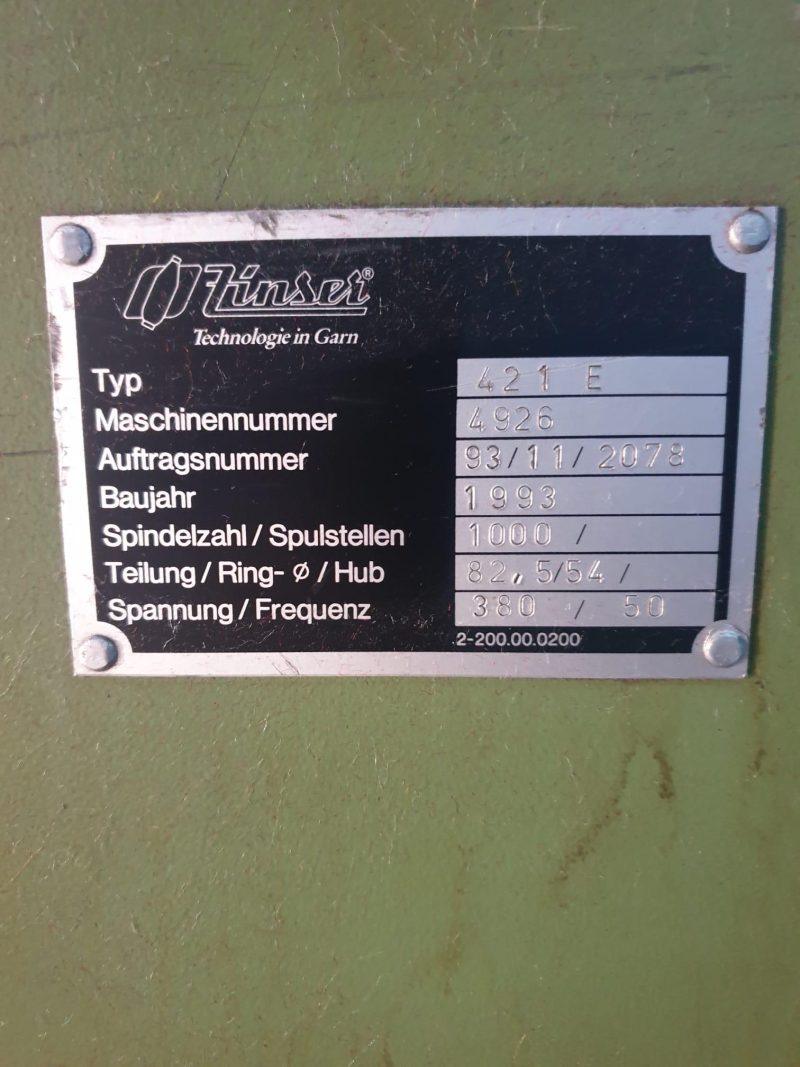 Zinser®
Technologie in Garn
Typ 421 E
Maschinennummer 4926
Auftragsnummer 93/11/2078
Baujahr 1993
Spindelzahl / Spulstellen 1000 /
Teilung / Ring- Ø / Hub 82,5/54 /
Spannung / Frequenz 380 / 50
2-200.00.0200